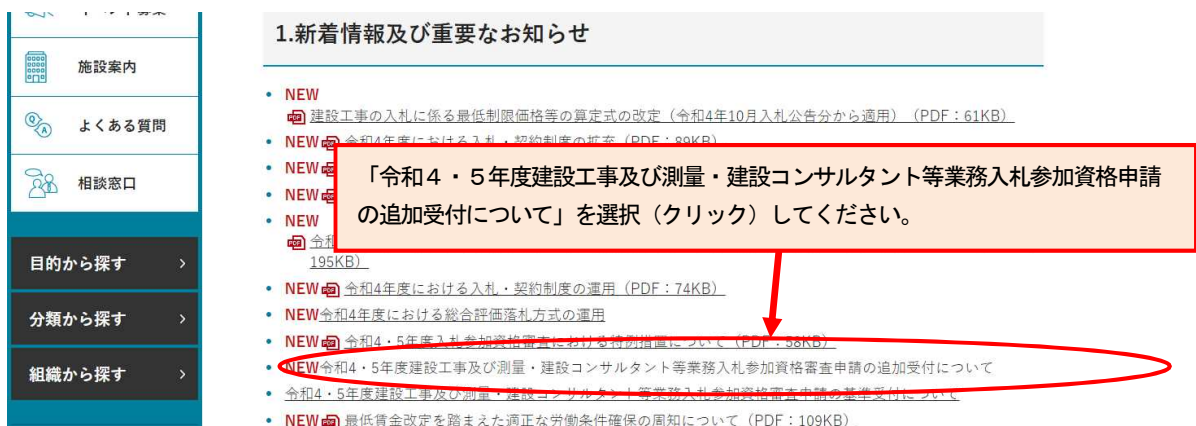 1.新着情報及び重要なお知らせ
施設案内
よくある質問
相談窓口
目的から探す >
分類から探す >
組織から探す >
• NEW
PDF 建設工事の入札に係る最低制限価格等の算定式の改定（令和4年10月入札公告分から適用）（PDF：61KB）
• NEW PDF 令和4年度における入札・契約制度の拡充（PDF：89KB）
• NEW
• NEW
• NEW
PDF 令和
195KB）
「令和４・５年度建設工事及び測量・建設コンサルタント等業務入札参加資格申請
の追加受付について」を選択（クリック）してください。
• NEW PDF 令和4年度における入札・契約制度の運用（PDF：74KB）
• NEW令和4年度における総合評価落札方式の運用
• NEW PDF 令和4・5年度入札参加資格審査における特例措置について（PDF：58KB）
• NEW令和4・5年度建設工事及び測量・建設コンサルタント等業務入札参加資格審査申請の追加受付について
• 令和4・5年度建設工事及び測量・建設コンサルタント等業務入札参加資格審査申請の基準受付について
• NEW PDF 最低賃金改定を踏まえた適正な労働条件確保の周知について（PDF：109KB）